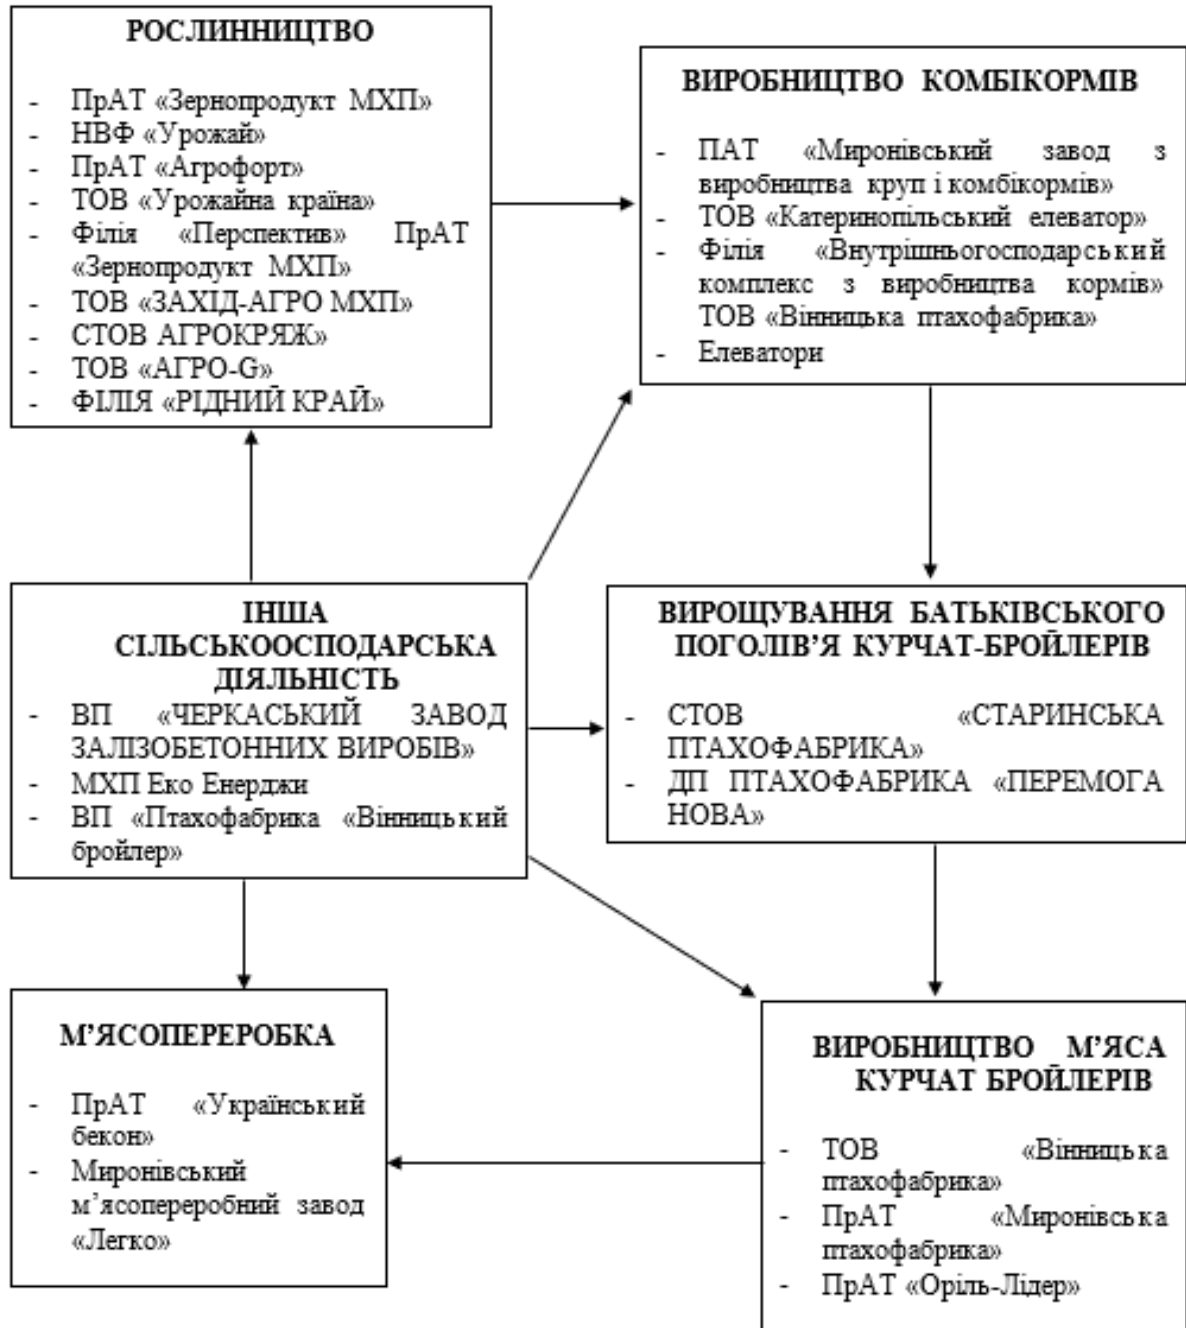 РОСЛИННИЦТВО
- ПрАТ «Зернопродукт МХП»
- НВФ «Урожай»
- ПрАТ «Агрофорт»
- ТОВ «Урожайна країна»
- Філія «Перспектив» ПрАТ
«Зернопродукт МХП»
- ТОВ «ЗАХІД-АГРО МХП»
- СТОВ АГРОКРЯЖ»
- ТОВ «АГРО-G»
- ФІЛІЯ «РІДНИЙ КРАЙ»
ВИРОБНИЦТВО КОМБІКОРМІВ
- ПАТ «Миронівський завод з
виробництва круп і комбікормів»
- ТОВ «Катеринопільський елеватор»
- Філія «Внутрішньогосподарський
комплекс з виробництва кормів»
ТОВ «Вінницька птахофабрика»
- Елеватори
ІНША
СІЛЬСЬКООСПОДАРСЬКА
ДІЯЛЬНІСТЬ
- ВП «ЧЕРКАСЬКИЙ ЗАВОД
ЗАЛІЗОБЕТОННИХ ВИРОБІВ»
- МХП Еко Енерджи
- ВП «Птахофабрика «Вінницький
бройлер»
ВИРОЩУВАННЯ БАТЬКІВСЬКОГО
ПОГОЛІВ’Я КУРЧАТ-БРОЙЛЕРІВ
- СТОВ «СТАРИНСЬКА
ПТАХОФАБРИКА»
- ДП ПТАХОФАБРИКА «ПЕРЕМОГА
НОВА»
М’ЯСОПЕРЕРОБКА
- ПрАТ «Український
бекон»
- Миронівський
м’ясопереробний завод
«Легко»
ВИРОБНИЦТВО М’ЯСА
КУРЧАТ БРОЙЛЕРІВ
- ТОВ «Вінницька
птахофабрика»
- ПрАТ «Миронівська
птахофабрика»
- ПрАТ «Оріль-Лідер»